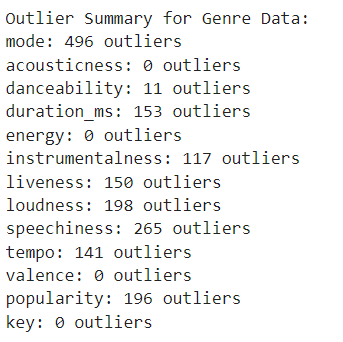 Outlier Summary for Genre Data:
mode: 496 outliers
acousticness: 0 outliers
danceability: 11 outliers
duration_ms: 153 outliers
energy: 0 outliers
instrumentalness: 117 outliers
liveness: 150 outliers
loudness: 198 outliers
speechiness: 265 outliers
tempo: 141 outliers
valence: 0 outliers
popularity: 196 outliers
key: 0 outliers